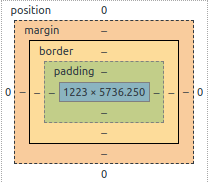 position 0
margin –
border –
padding –
0 – – – 1223 × 5736.250 – – – 0
–
–
–
0